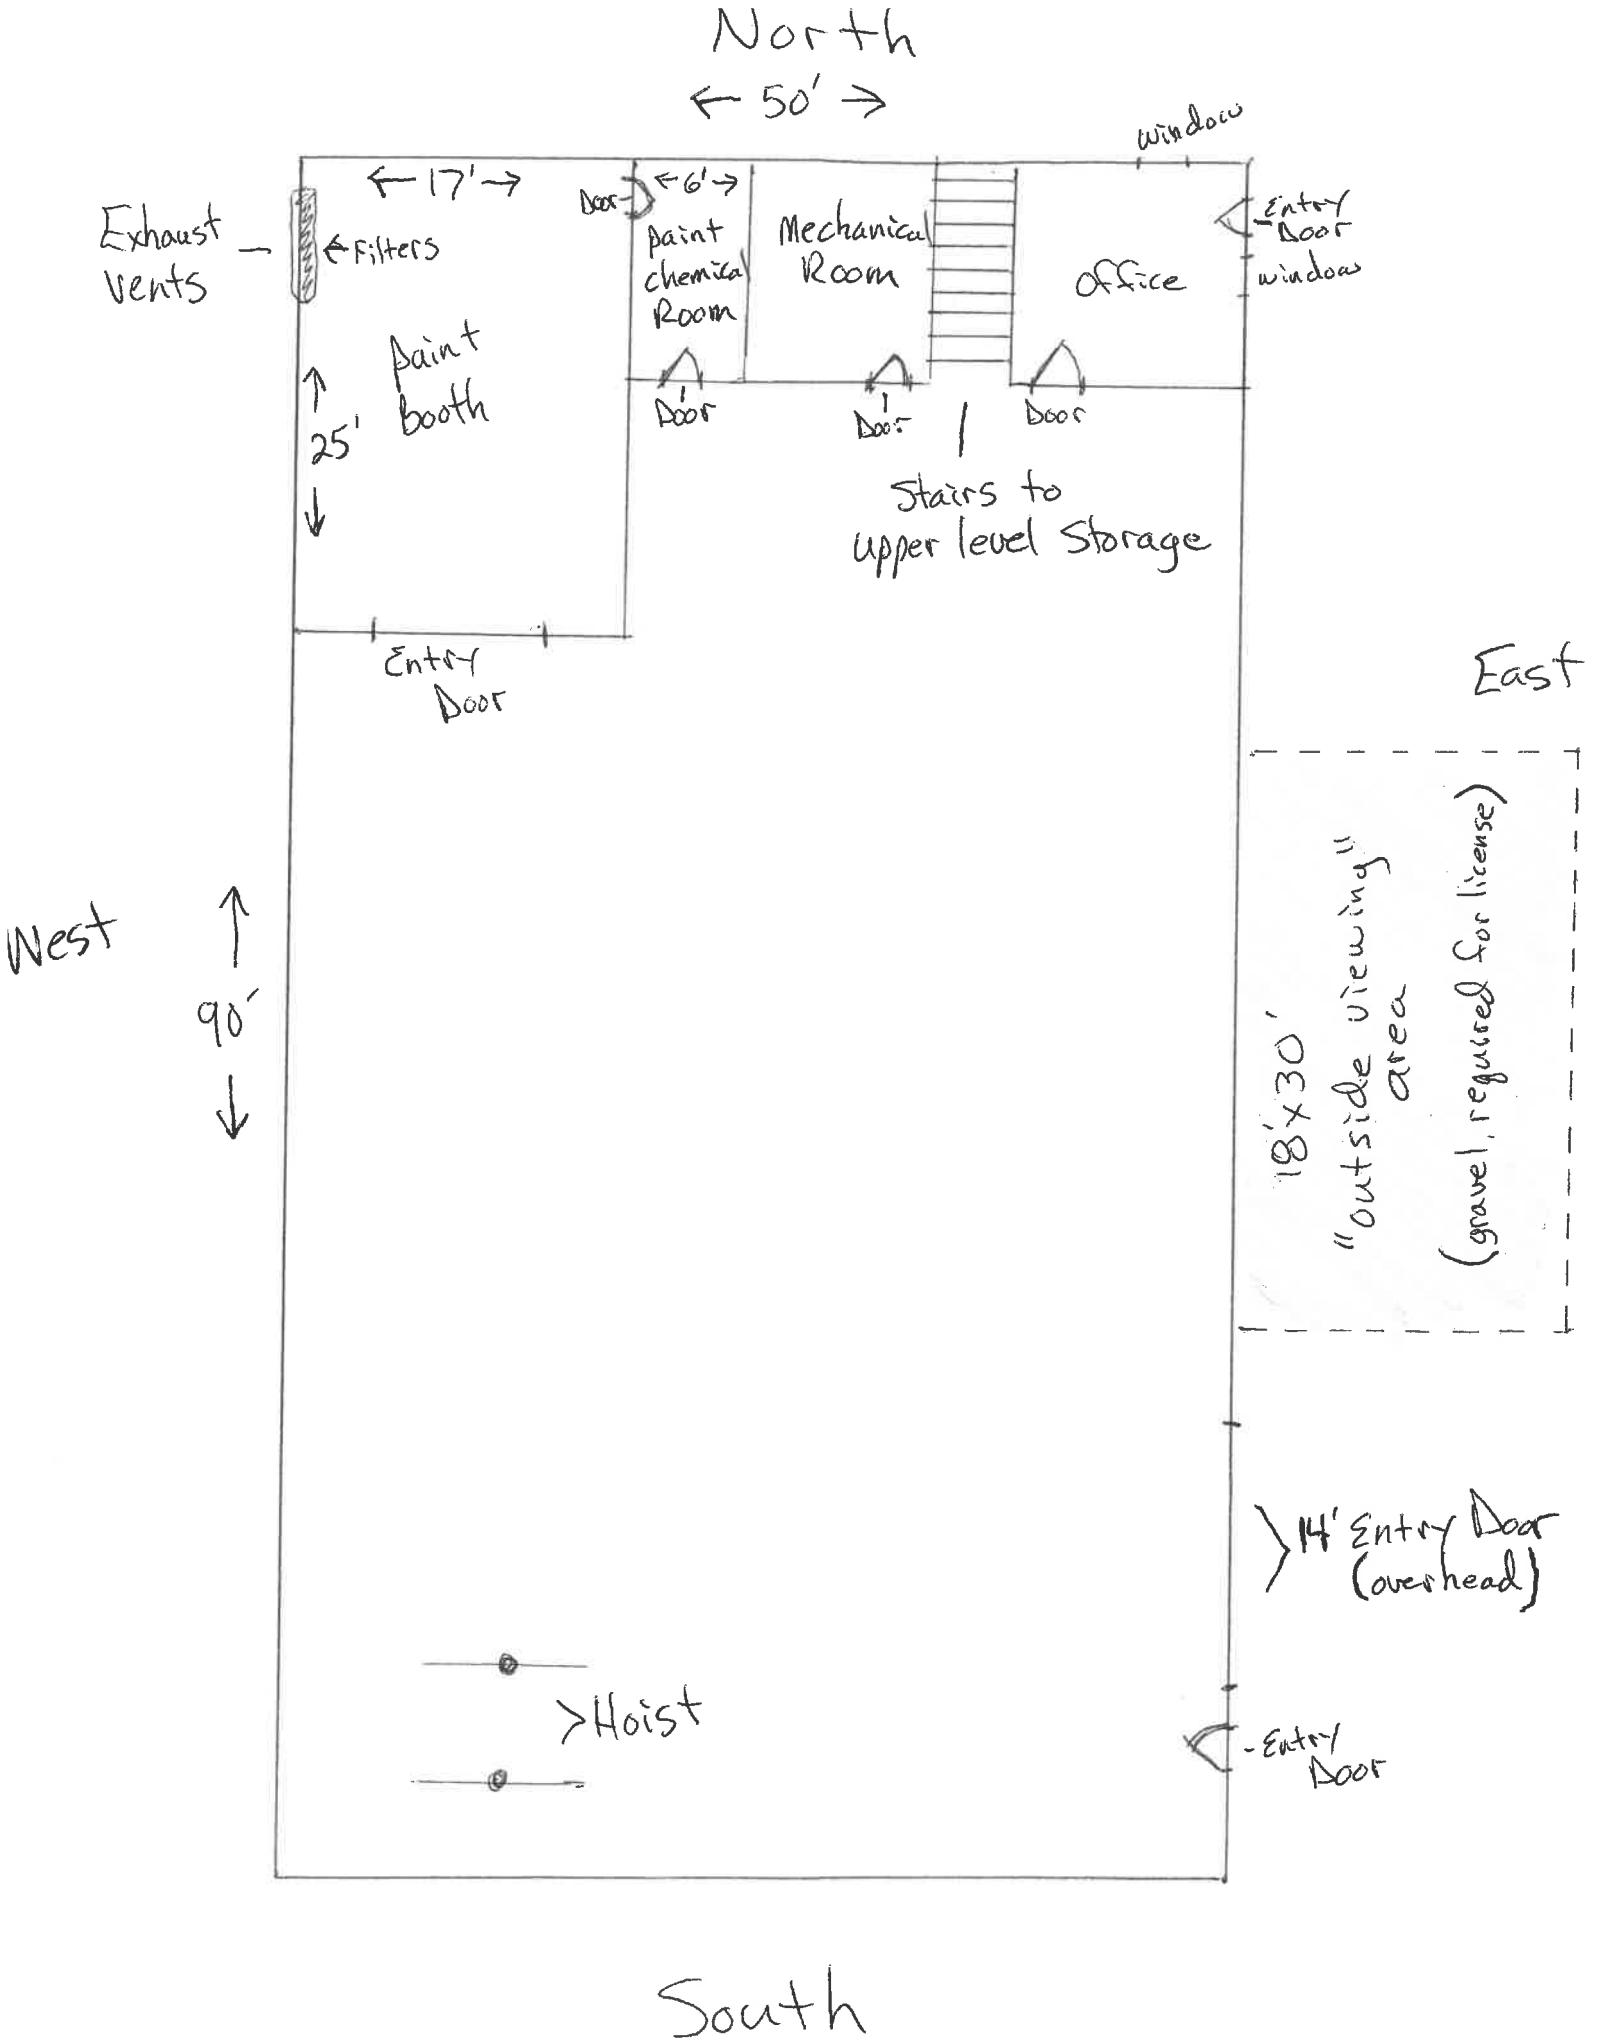 North
← 50' →
window
← 17' →
Door
← 6' →
Paint
chemical
Room
Mechanical
Room
office
Entry
Door
window
Exhaust
vents
← Filters
Paint
booth
25'
Door
Door
Door
Stairs to
upper level Storage
Entry
Door
East
West
90'
18'x30'
"outside viewing"
area
(gravel, required for license)
14' Entry Door
(overhead)
Hoist
Entry
Door
South